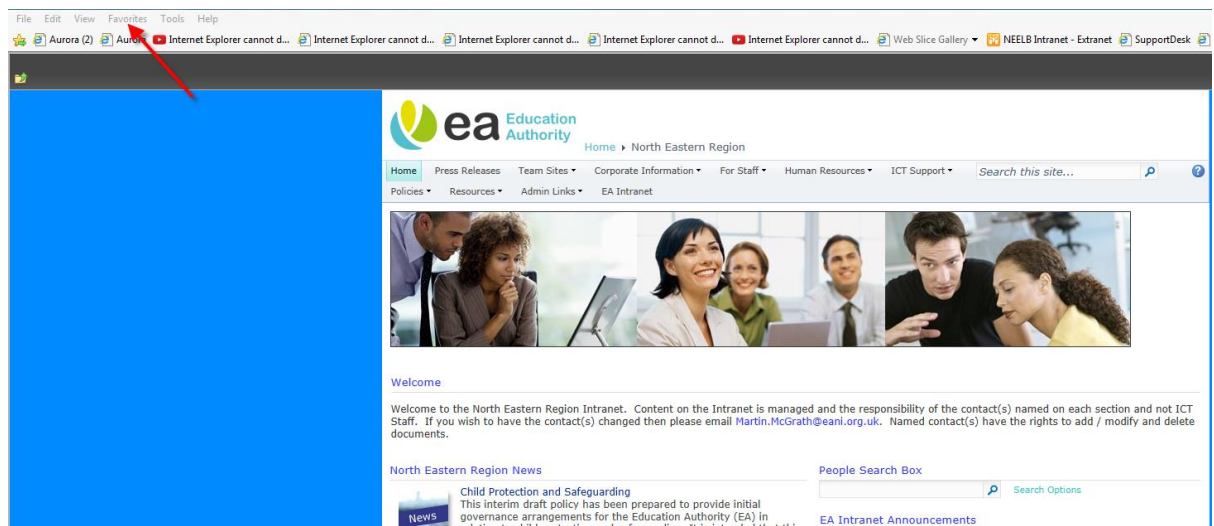 File Edit View Favorites Tools Help
Aurora (2) Aurora Internet Explorer cannot d... Internet Explorer cannot d... Internet Explorer cannot d... Internet Explorer cannot d... Internet Explorer cannot d... Web Slice Gallery NEELB Intranet - Extranet SupportDesk
ea Education Authority
Home ▸ North Eastern Region
Home Press Releases Team Sites Corporate Information For Staff Human Resources ICT Support Search this site...
Policies Resources Admin Links EA Intranet
Welcome
Welcome to the North Eastern Region Intranet. Content on the Intranet is managed and the responsibility of the contact(s) named on each section and not ICT
Staff. If you wish to have the contact(s) changed then please email Martin.McGrath@eani.org.uk. Named contact(s) have the rights to add / modify and delete
documents.
North Eastern Region News People Search Box
Child Protection and Safeguarding
This interim draft policy has been prepared to provide initial
Search Options
News governance arrangements for the Education Authority (EA) in
EA Intranet Announcements